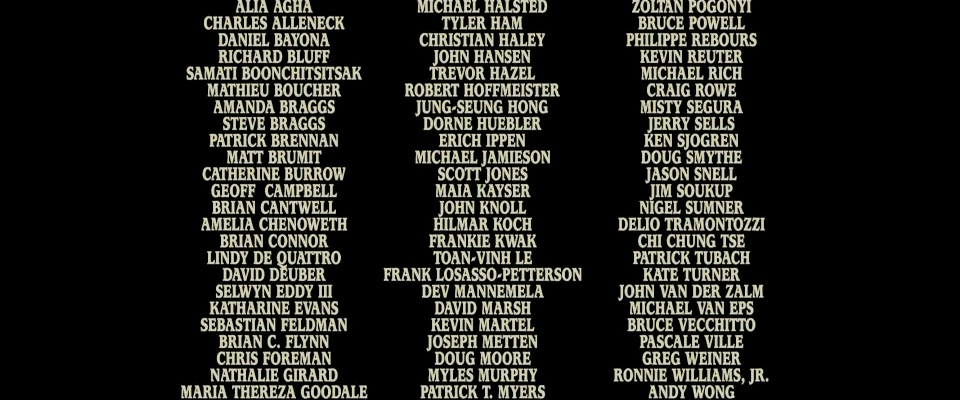 ALIA AGHA
CHARLES ALLENECK
DANIEL BAYONA
RICHARD BLUFF
SAMATI BOONCHITSITSAK
MATHIEU BOUCHER
AMANDA BRAGGS
STEVE BRAGGS
PATRICK BRENNAN
MATT BRUMIT
CATHERINE BURROW
GEOFF CAMPBELL
BRIAN CANTWELL
AMELIA CHENOWETH
BRIAN CONNOR
LINDY DE QUATTRO
DAVID DEUBER
SELWYN EDDY III
KATHARINE EVANS
SEBASTIAN FELDMAN
BRIAN C. FLYNN
CHRIS FOREMAN
NATHALIE GIRARD
MARIA THEREZA GOODALE
MICHAEL HALSTED
TYLER HAM
CHRISTIAN HALEY
JOHN HANSEN
TREVOR HAZEL
ROBERT HOFFMEISTER
JUNG-SEUNG HONG
DORNE HUEBLER
ERICH IPPEN
MICHAEL JAMIESON
SCOTT JONES
MAIA KAYSER
JOHN KNOLL
HILMAR KOCH
FRANKIE KWAK
TOAN-VINH LE
FRANK LOSASSO-PETTERSON
DEV MANNEMELA
DAVID MARSH
KEVIN MARTEL
JOSEPH METTEN
DOUG MOORE
MYLES MURPHY
PATRICK T. MYERS
ZOLTAN POGONYI
BRUCE POWELL
PHILIPPE REBOURS
KEVIN REUTER
MICHAEL RICH
CRAIG ROWE
MISTY SEGURA
JERRY SELLS
KEN SJOGREN
DOUG SMYTHE
JASON SNELL
JIM SOUKUP
NIGEL SUMNER
DELIO TRAMONTOZZI
CHI CHUNG TSE
PATRICK TUBACH
KATE TURNER
JOHN VAN DER ZALM
MICHAEL VAN EPS
BRUCE VECCHITTO
PASCALE VILLE
GREG WEINER
RONNIE WILLIAMS, JR.
ANDY WONG